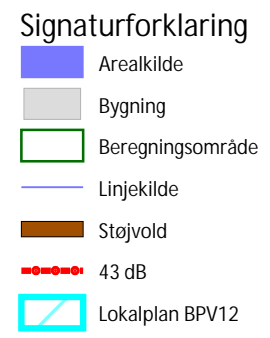 Signaturforklaring
Arealkilde
Bygning
Beregningsområde
Linjekilde
Støjvold
43 dB
Lokalplan BPV12